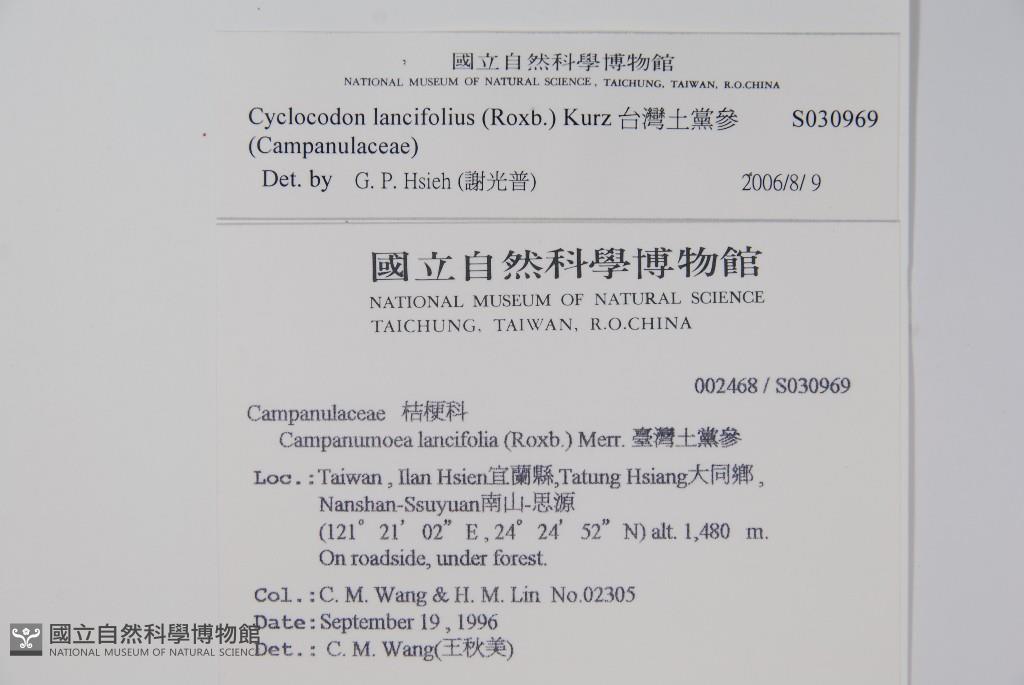 國立自然科學博物館
NATIONAL MUSEUM OF NATURAL SCIENCE, TAICHUNG, TAIWAN, R.O.CHINA
Cyclocodon lancifolius (Roxb.) Kurz 台灣土黨參 S030969
(Campanulaceae)
Det. by G. P. Hsieh (謝光普) 2006/8/ 9
國立自然科學博物館
NATIONAL MUSEUM OF NATURAL SCIENCE
TAICHUNG, TAIWAN, R.O.CHINA
002468 / S030969
Campanulaceae 桔梗科
Campanumoea lancifolia (Roxb.) Merr. 臺灣土黨參
Loc.: Taiwan , Ilan Hsien宜蘭縣,Tatung Hsiang大同鄉 ,
Nanshan-Ssuyuan南山-思源
(121° 21′ 02” E , 24° 24′ 52” N) alt. 1,480 m.
On roadside, under forest.
Col.: C. M. Wang & H. M. Lin No.02305
Date: September 19 , 1996
Det.: C. M. Wang(王秋美)
國立自然科學博物館
NATIONAL MUSEUM OF NATURAL SCIENCE